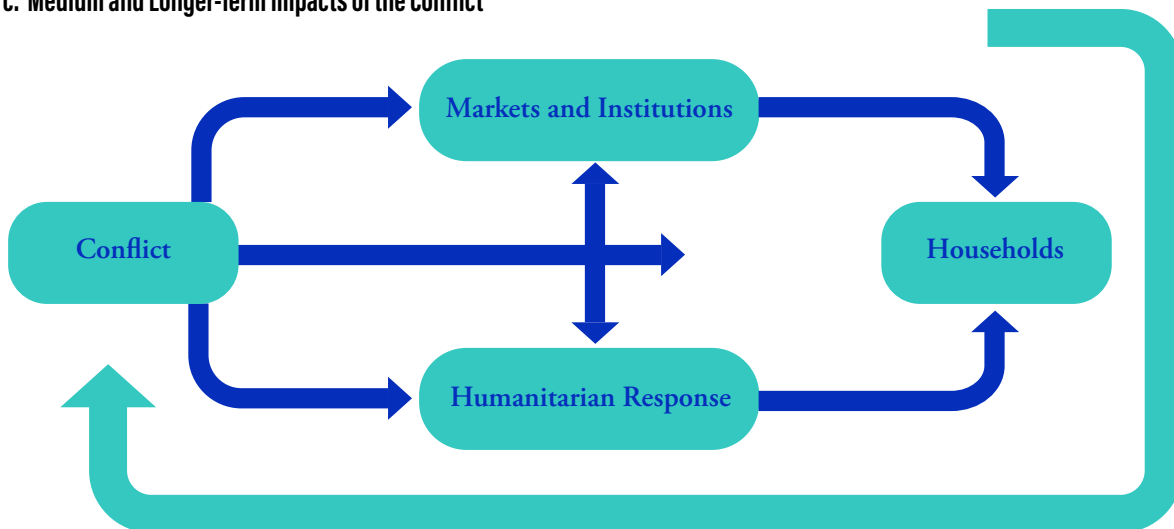 c. Medium and Longer-Term Impacts of the Conflict
Markets and Institutions
Conflict
Households
Humanitarian Response